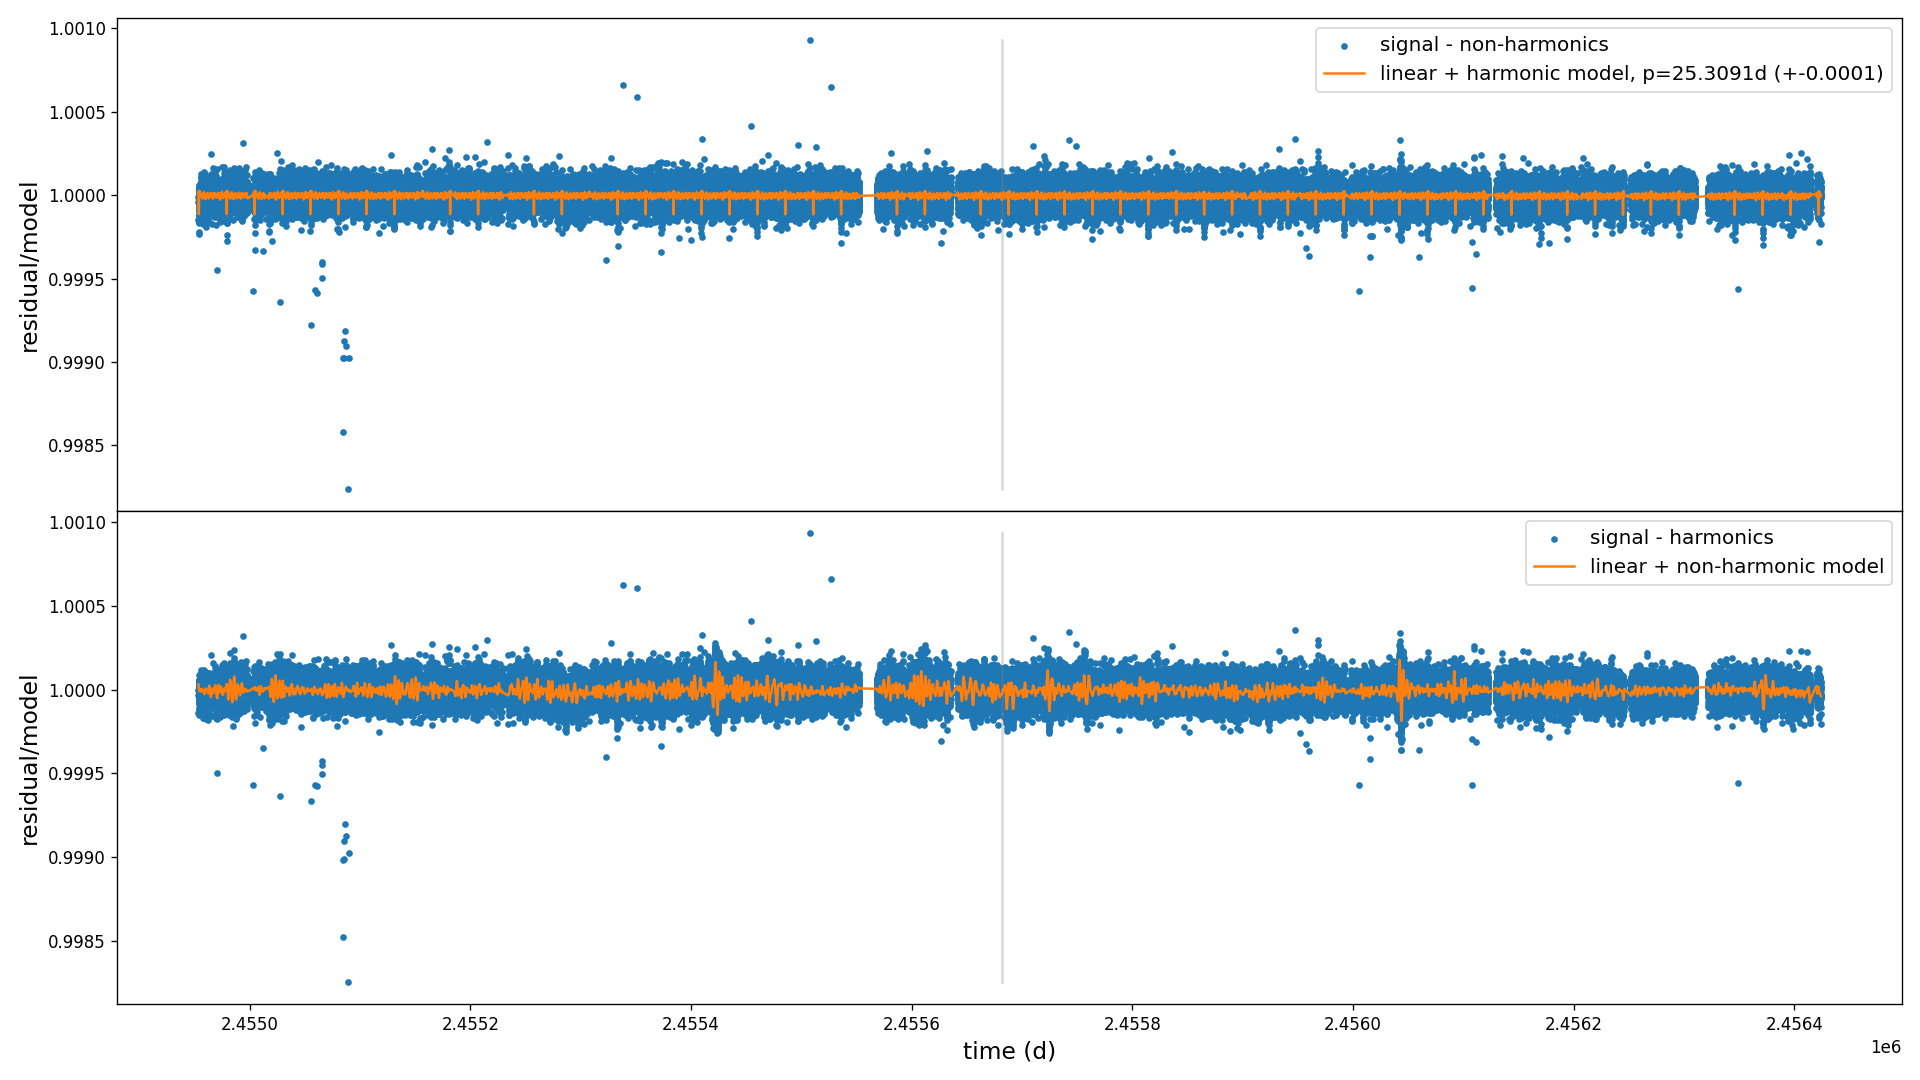 1.0010
1.0005
1.0000
0.9995
0.9990
0.9985
residual/model
signal - non-harmonics
linear + harmonic model, p=25.3091d (+-0.0001)
1.0010
1.0005
1.0000
0.9995
0.9990
0.9985
residual/model
signal - harmonics
linear + non-harmonic model
2.4550 2.4552 2.4554 2.4556 2.4558 2.4560 2.4562 2.4564
1e6
time (d)